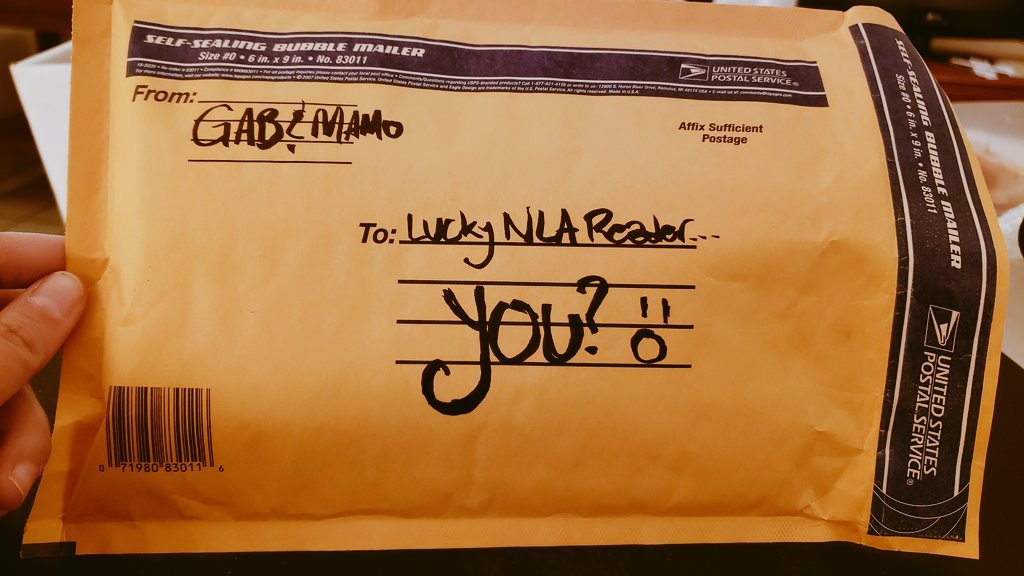 SELF-SEALING BUBBLE MAILER
Size #0 • 6 in. x 9 in. • No. 83011
UNITED STATES
POSTAL SERVICE®
From:
GAB & MAMO
Affix Sufficient
Postage
To: Lucky NLA Reader...
YOU?
0 71980 83011 6
SELF-SEALING BUBBLE MAILER
Size #0 • 6 in. x 9 in. • No. 83011
UNITED STATES
POSTAL SERVICE®